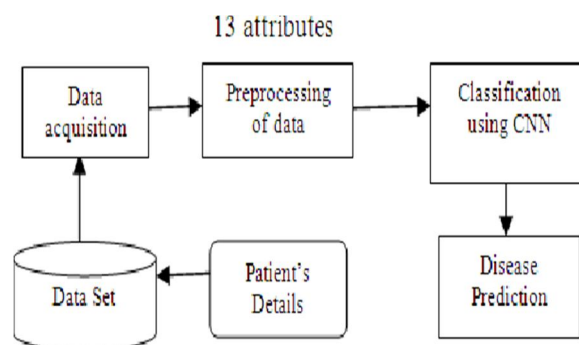 13 attributes
Data
acquisition
Preprocessing
of data
Classification
using CNN
Data Set
Patient's
Details
Disease
Prediction